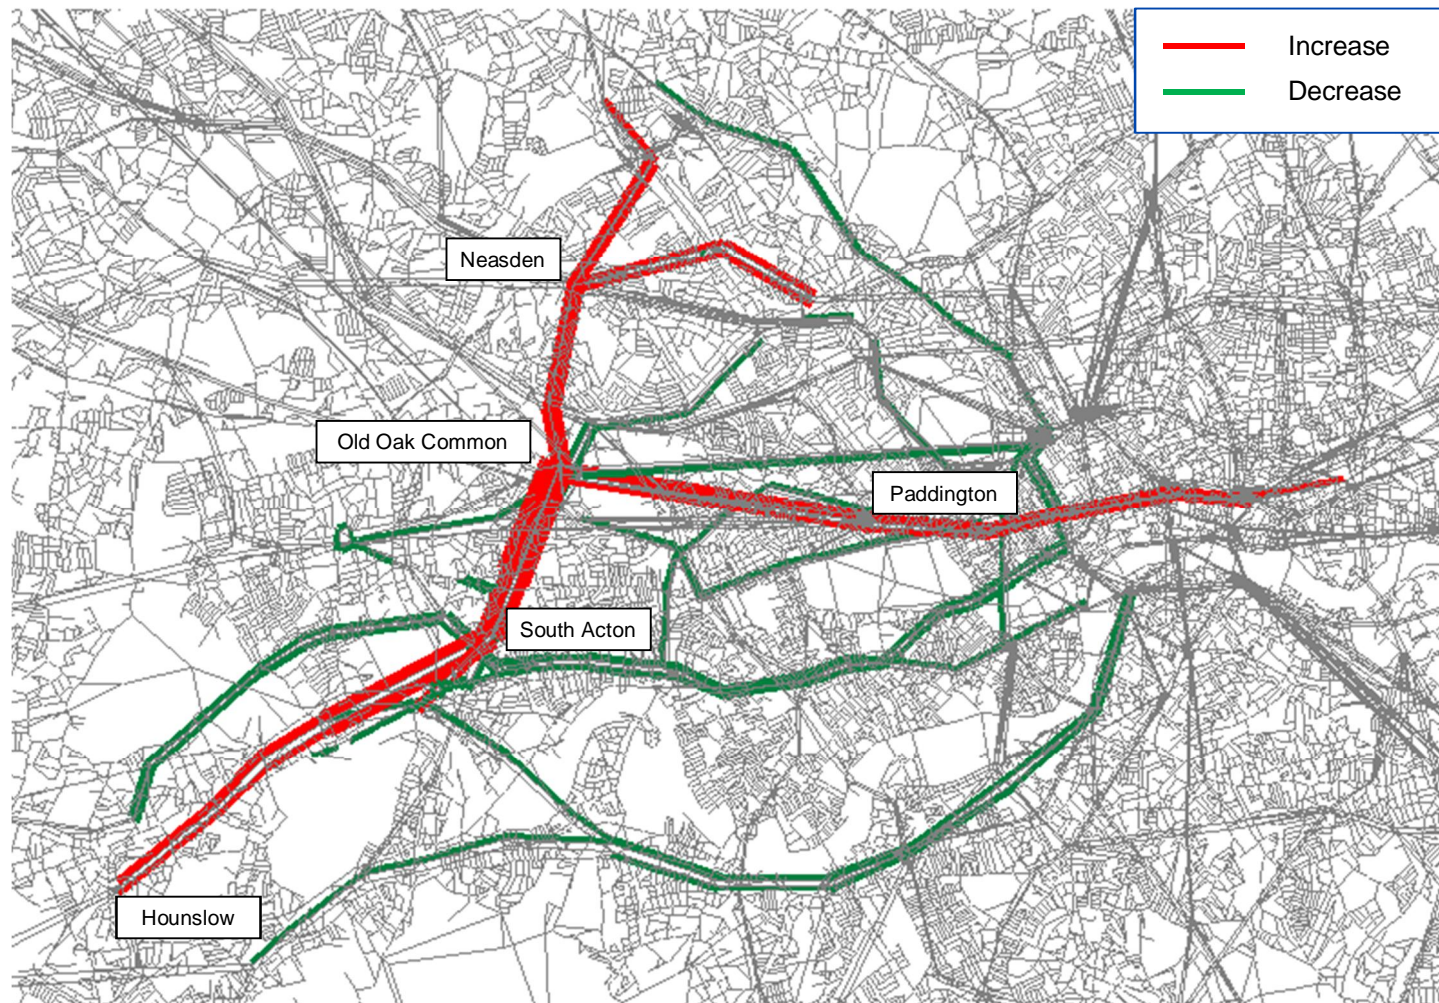 Increase
Decrease
Neasden
Old Oak Common
Paddington
South Acton
Hounslow